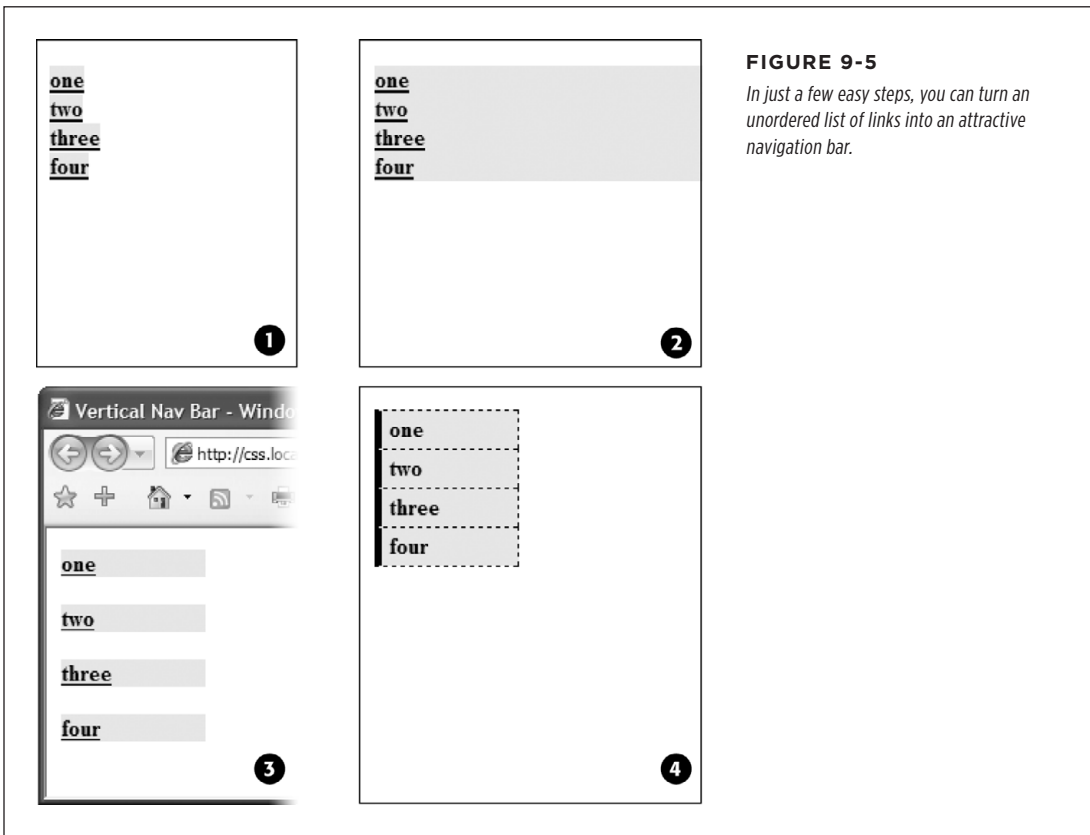 one
two
three
four
1
one
two
three
four
2
FIGURE 9-5
In just a few easy steps, you can turn an
unordered list of links into an attractive
navigation bar.
Vertical Nav Bar - Windo
http://css.loca
one
two
three
four
3
one
two
three
four
4